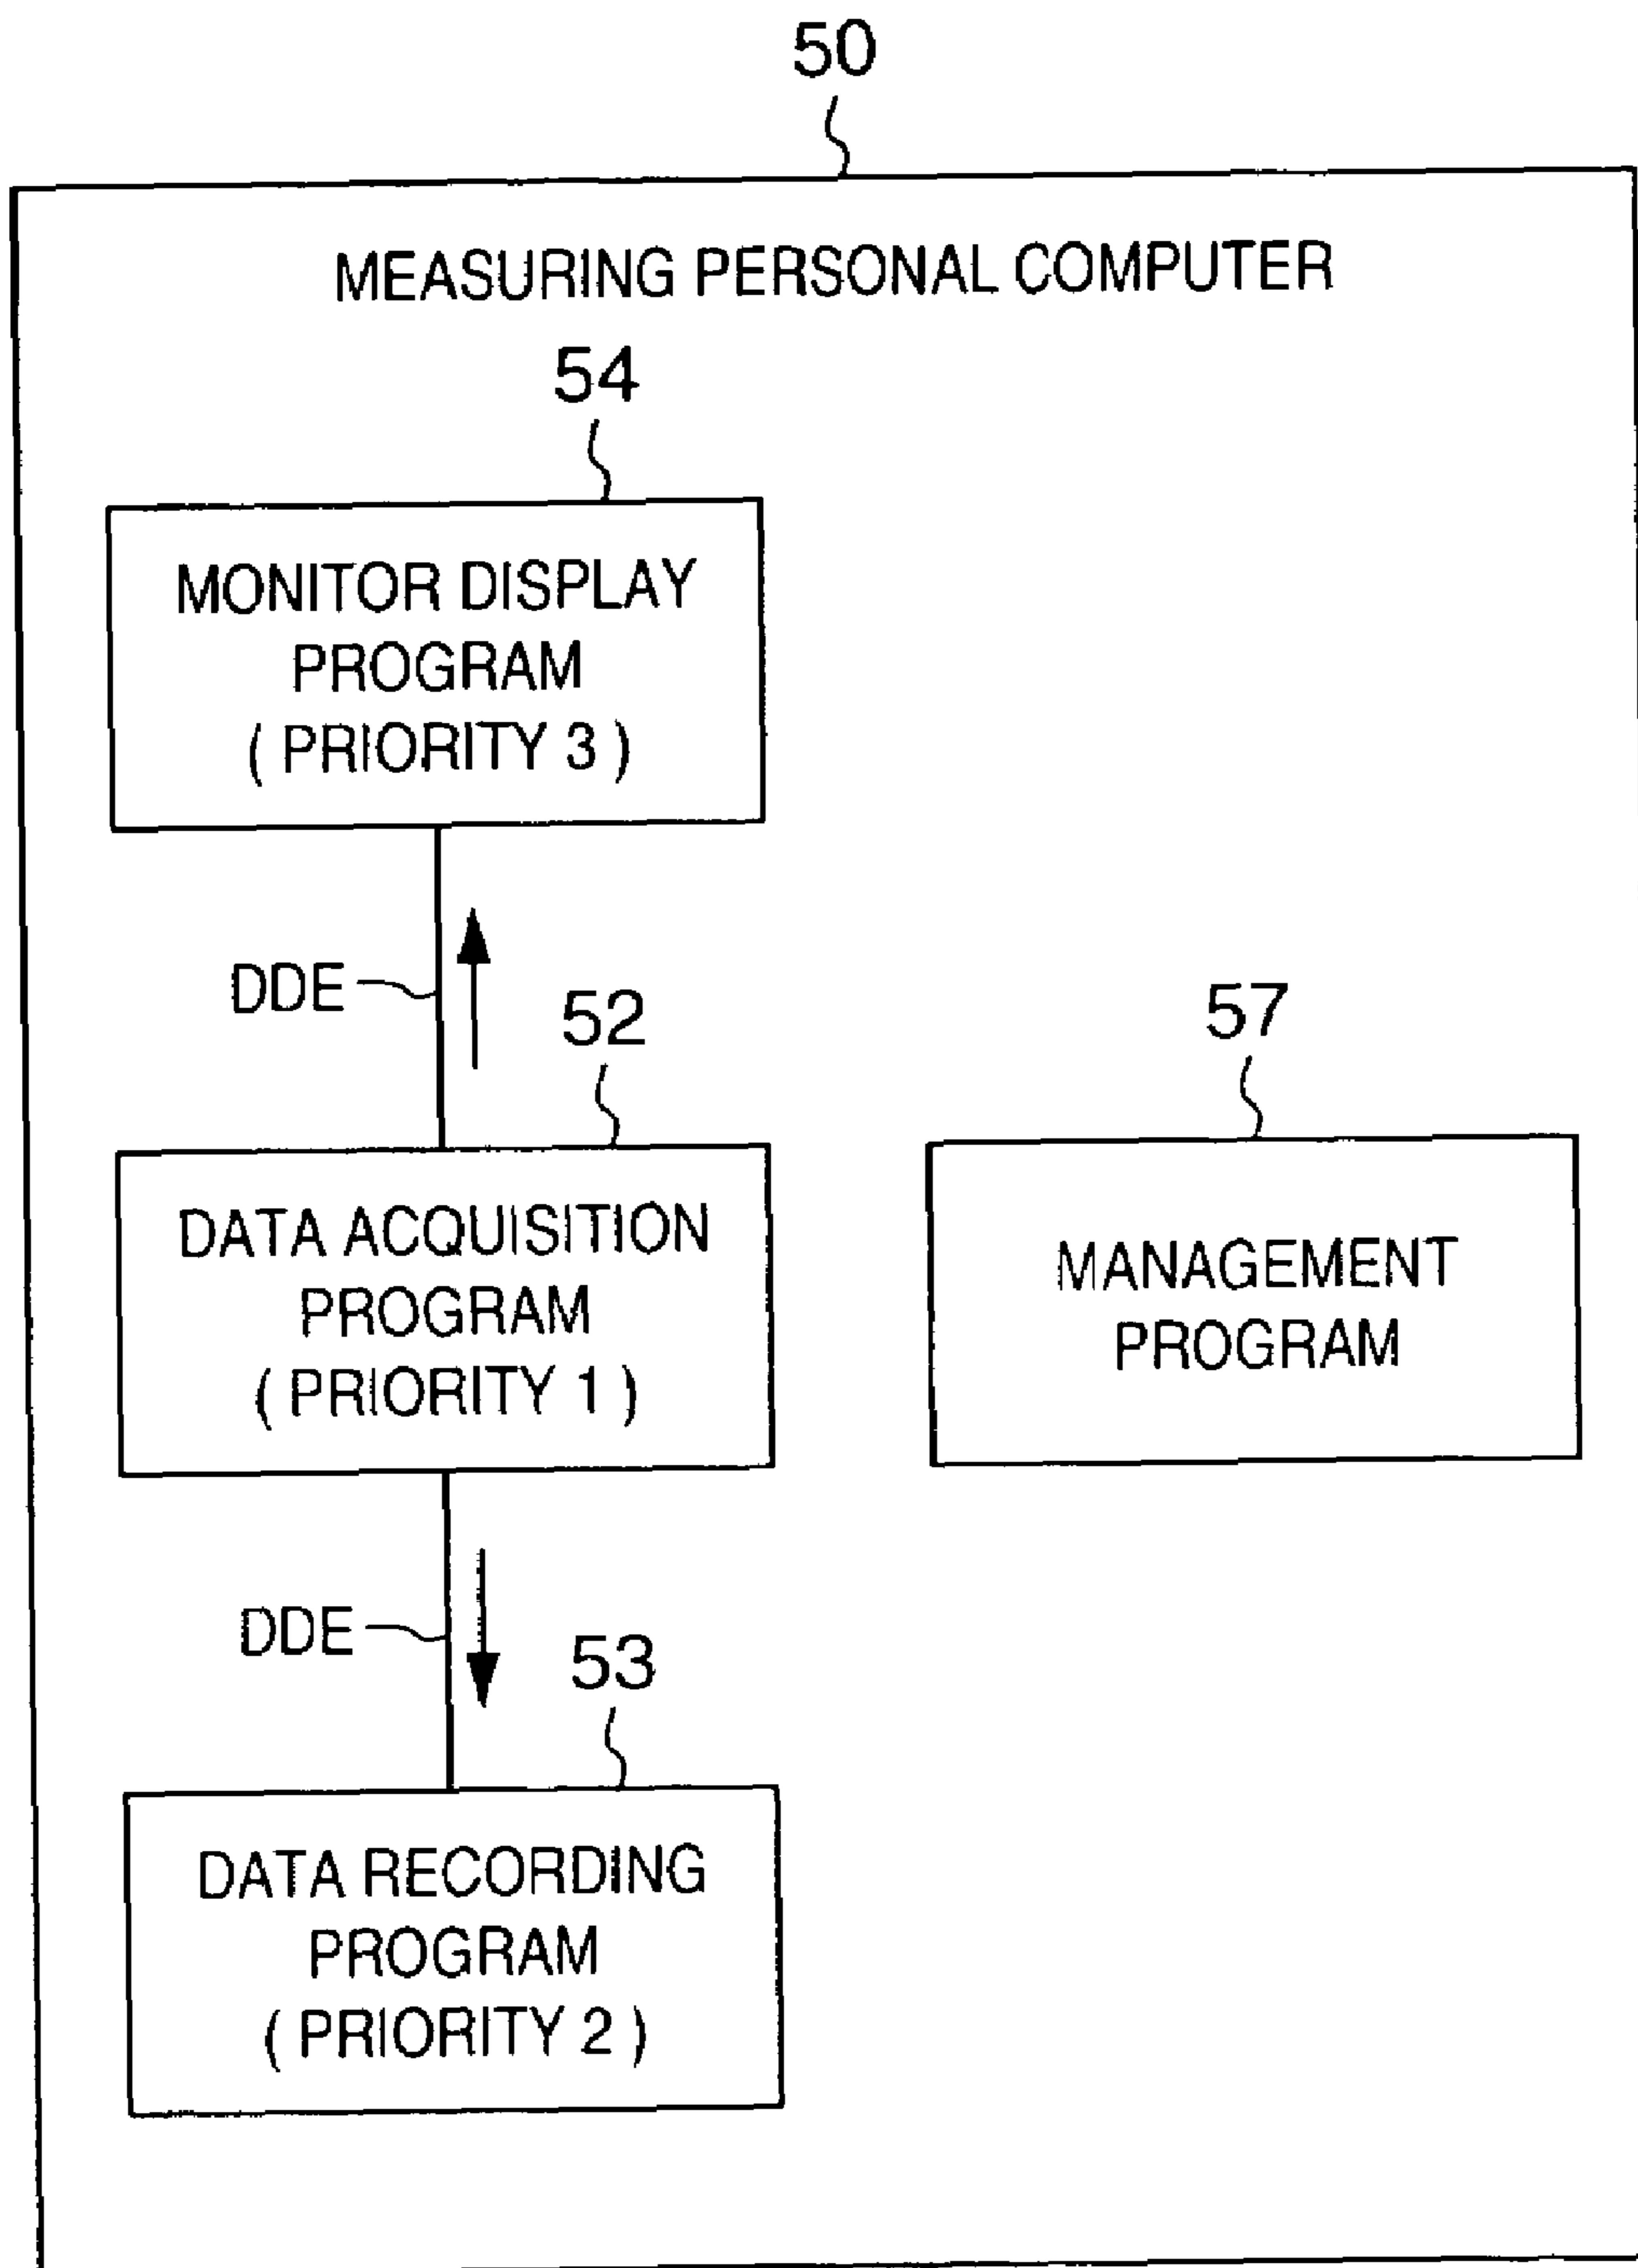 50
MEASURING PERSONAL COMPUTER
54
MONITOR DISPLAY
PROGRAM
( PRIORITY 3 )
DDE
52
57
DATA ACQUISITION
PROGRAM
( PRIORITY 1 )
MANAGEMENT
PROGRAM
DDE
53
DATA RECORDING
PROGRAM
( PRIORITY 2 )